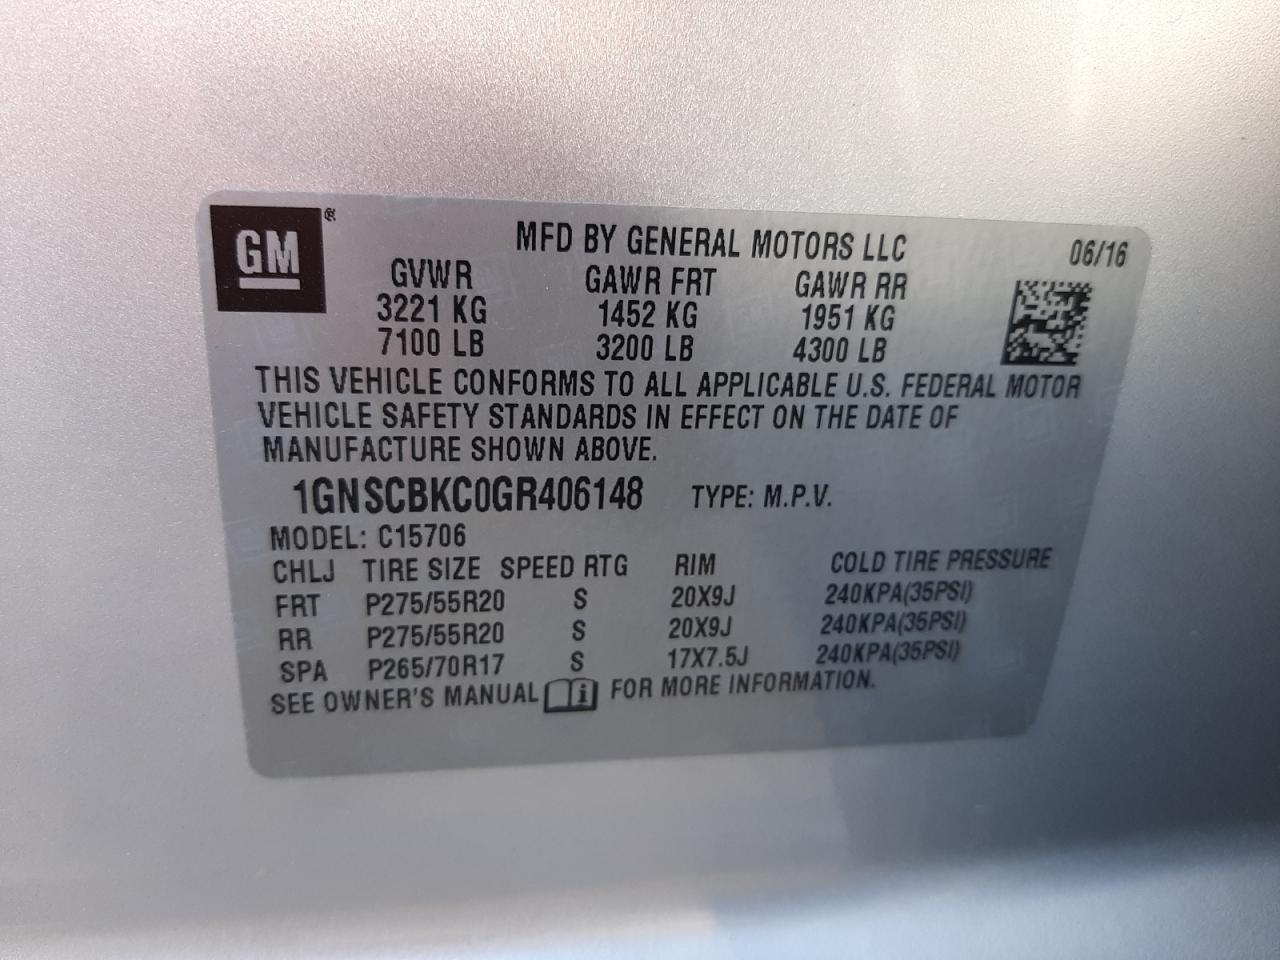 GM ®
MFD BY GENERAL MOTORS LLC 06/16
GVWR GAWR FRT GAWR RR
3221 KG 1452 KG 1951 KG
7100 LB 3200 LB 4300 LB
THIS VEHICLE CONFORMS TO ALL APPLICABLE U.S. FEDERAL MOTOR
VEHICLE SAFETY STANDARDS IN EFFECT ON THE DATE OF
MANUFACTURE SHOWN ABOVE.
1GNSCBKC0GR406148 TYPE: M.P.V.
MODEL: C15706
CHLJ TIRE SIZE SPEED RTG RIM COLD TIRE PRESSURE
FRT P275/55R20 S 20X9J 240KPA(35PSI)
RR P275/55R20 S 20X9J 240KPA(35PSI)
SPA P265/70R17 S 17X7.5J 240KPA(35PSI)
SEE OWNER'S MANUAL i FOR MORE INFORMATION.